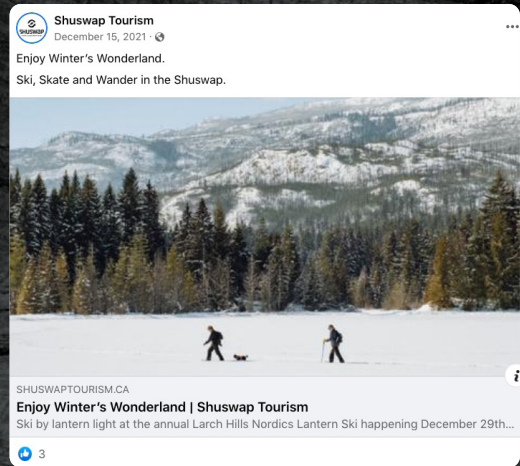 Shuswap Tourism
SHUSWAP
December 15, 2021 ·
Enjoy Winter's Wonderland.
Ski, Skate and Wander in the Shuswap.
SHUSWAPTOURISM.CA
Enjoy Winter's Wonderland | Shuswap Tourism
Ski by lantern light at the annual Larch Hills Nordics Lantern Ski happening December 29th...
3